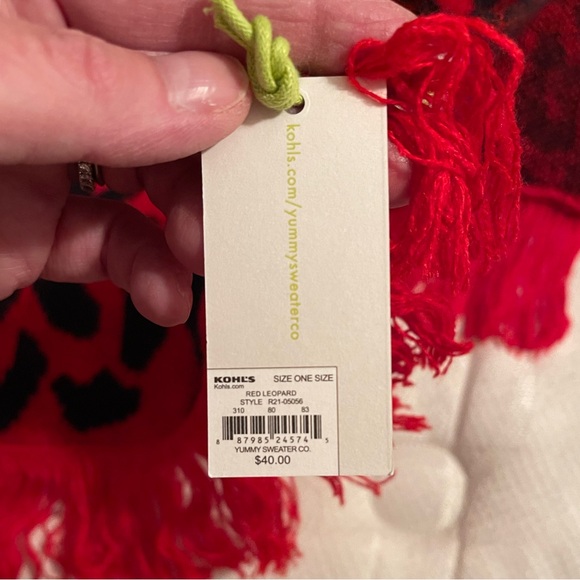 kohls.com/yummysweaterco
KOHL'S SIZE ONE SIZE
Kohls.com
RED LEOPARD
STYLE R21-05056
310 80 83
8 87985 24574 5
YUMMY SWEATER CO.
$40.00